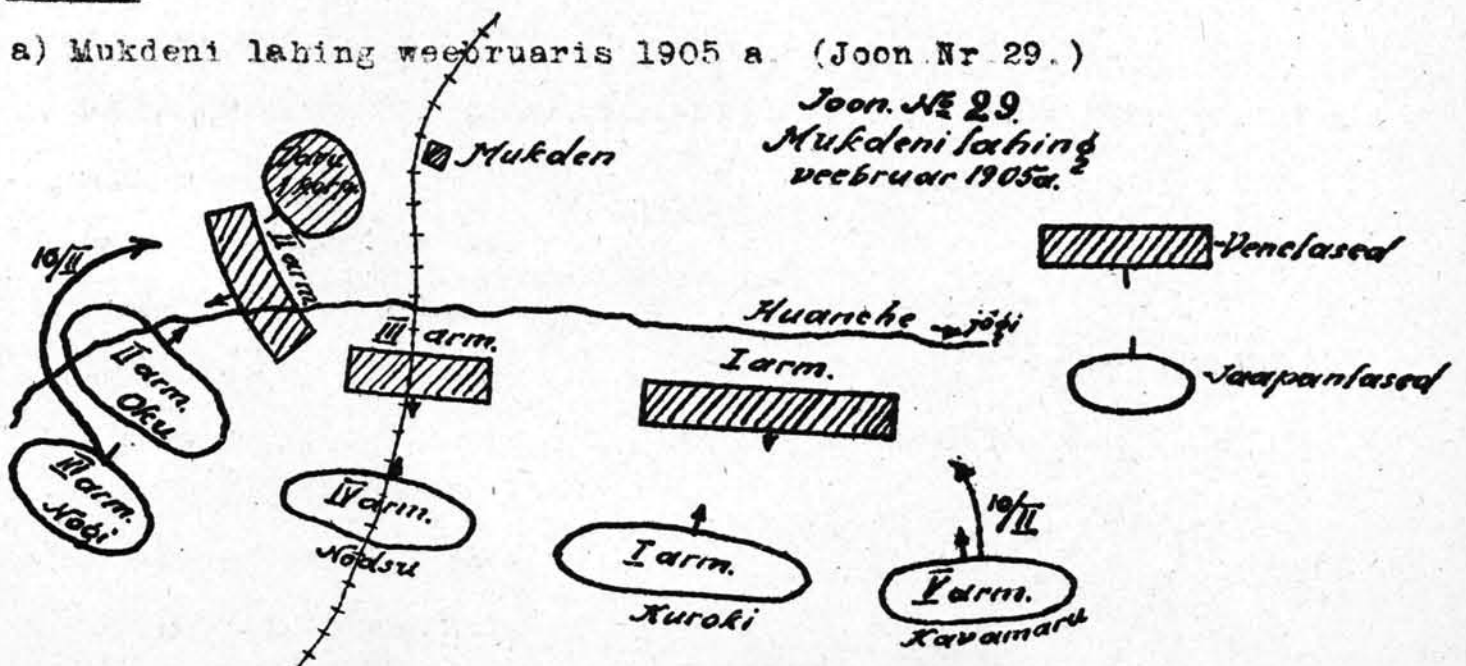 a) Mukdeni lahing weebruaris 1905 a. (Joon Nr 29.)
Joon. № 29.
Mukdeni lahing
veebruar 1905a.
Mukden
II arm.
10/II
Venelased
Huanche jõgi
III arm.
I arm.
Jaapanlased
II arm.
Oku
III arm.
Nogi
IV arm.
Nodsu
I arm.
Kuroki
10/II
V arm.
Kavamaru